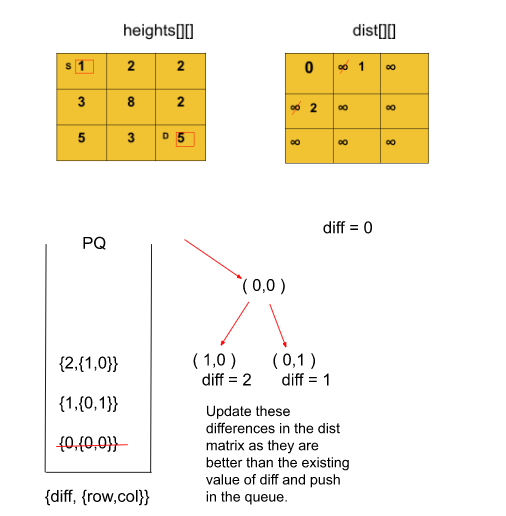 heights[][]
dist[][]
S 1 2 2
3 8 2
5 3 D 5
0 ∞ 1 ∞
∞ 2 ∞ ∞
∞ ∞ ∞
diff = 0
PQ
( 0,0 )
( 1,0 ) ( 0,1 )
diff = 2 diff = 1
{2,{1,0}}
{1,{0,1}}
{0,{0,0}}
{diff, {row,col}}
Update these
differences in the dist
matrix as they are
better than the existing
value of diff and push
in the queue.